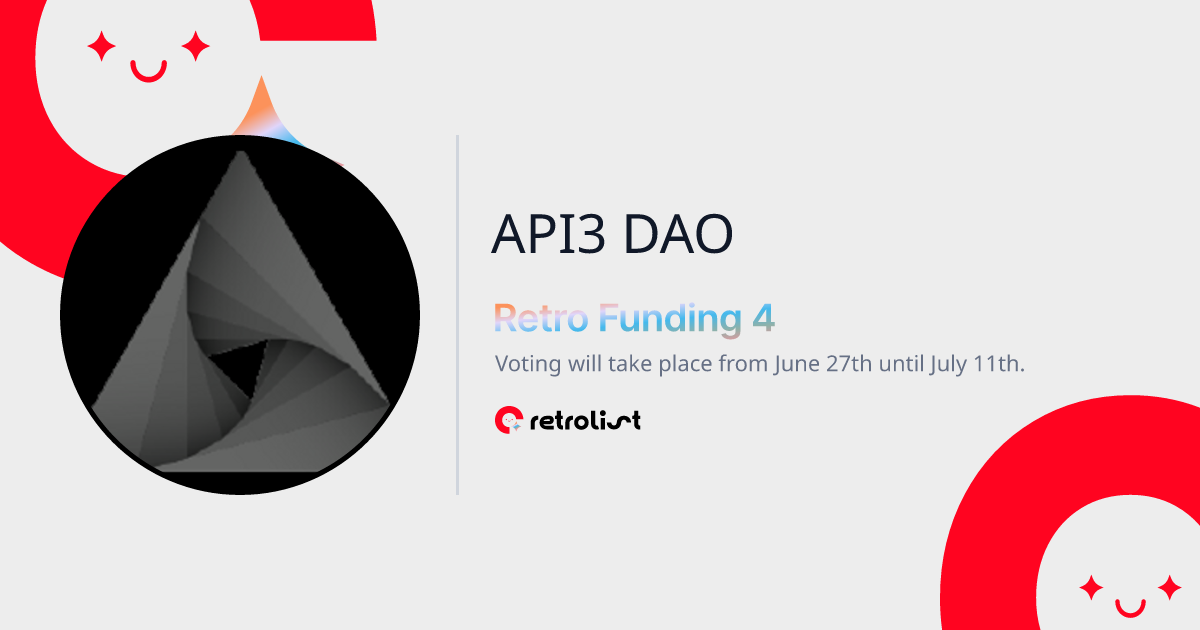 API3 DAO
Retro Funding 4
Voting will take place from June 27th until July 11th.
retrolist